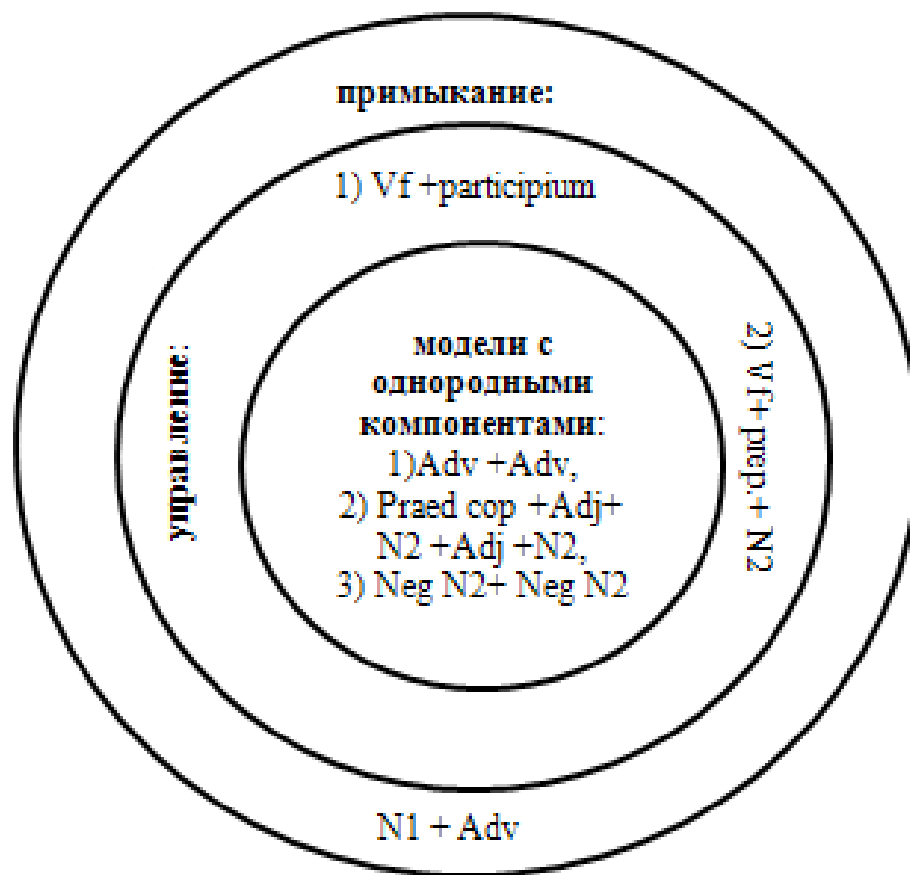 примыкание:
1) Vf +participium
управление:
2) Vf+ prep.+ N2
модели с
однородными
компонентами:
1)Adv +Adv,
2) Praed cop +Adj+
N2 +Adj +N2,
3) Neg N2+ Neg N2
N1 + Adv